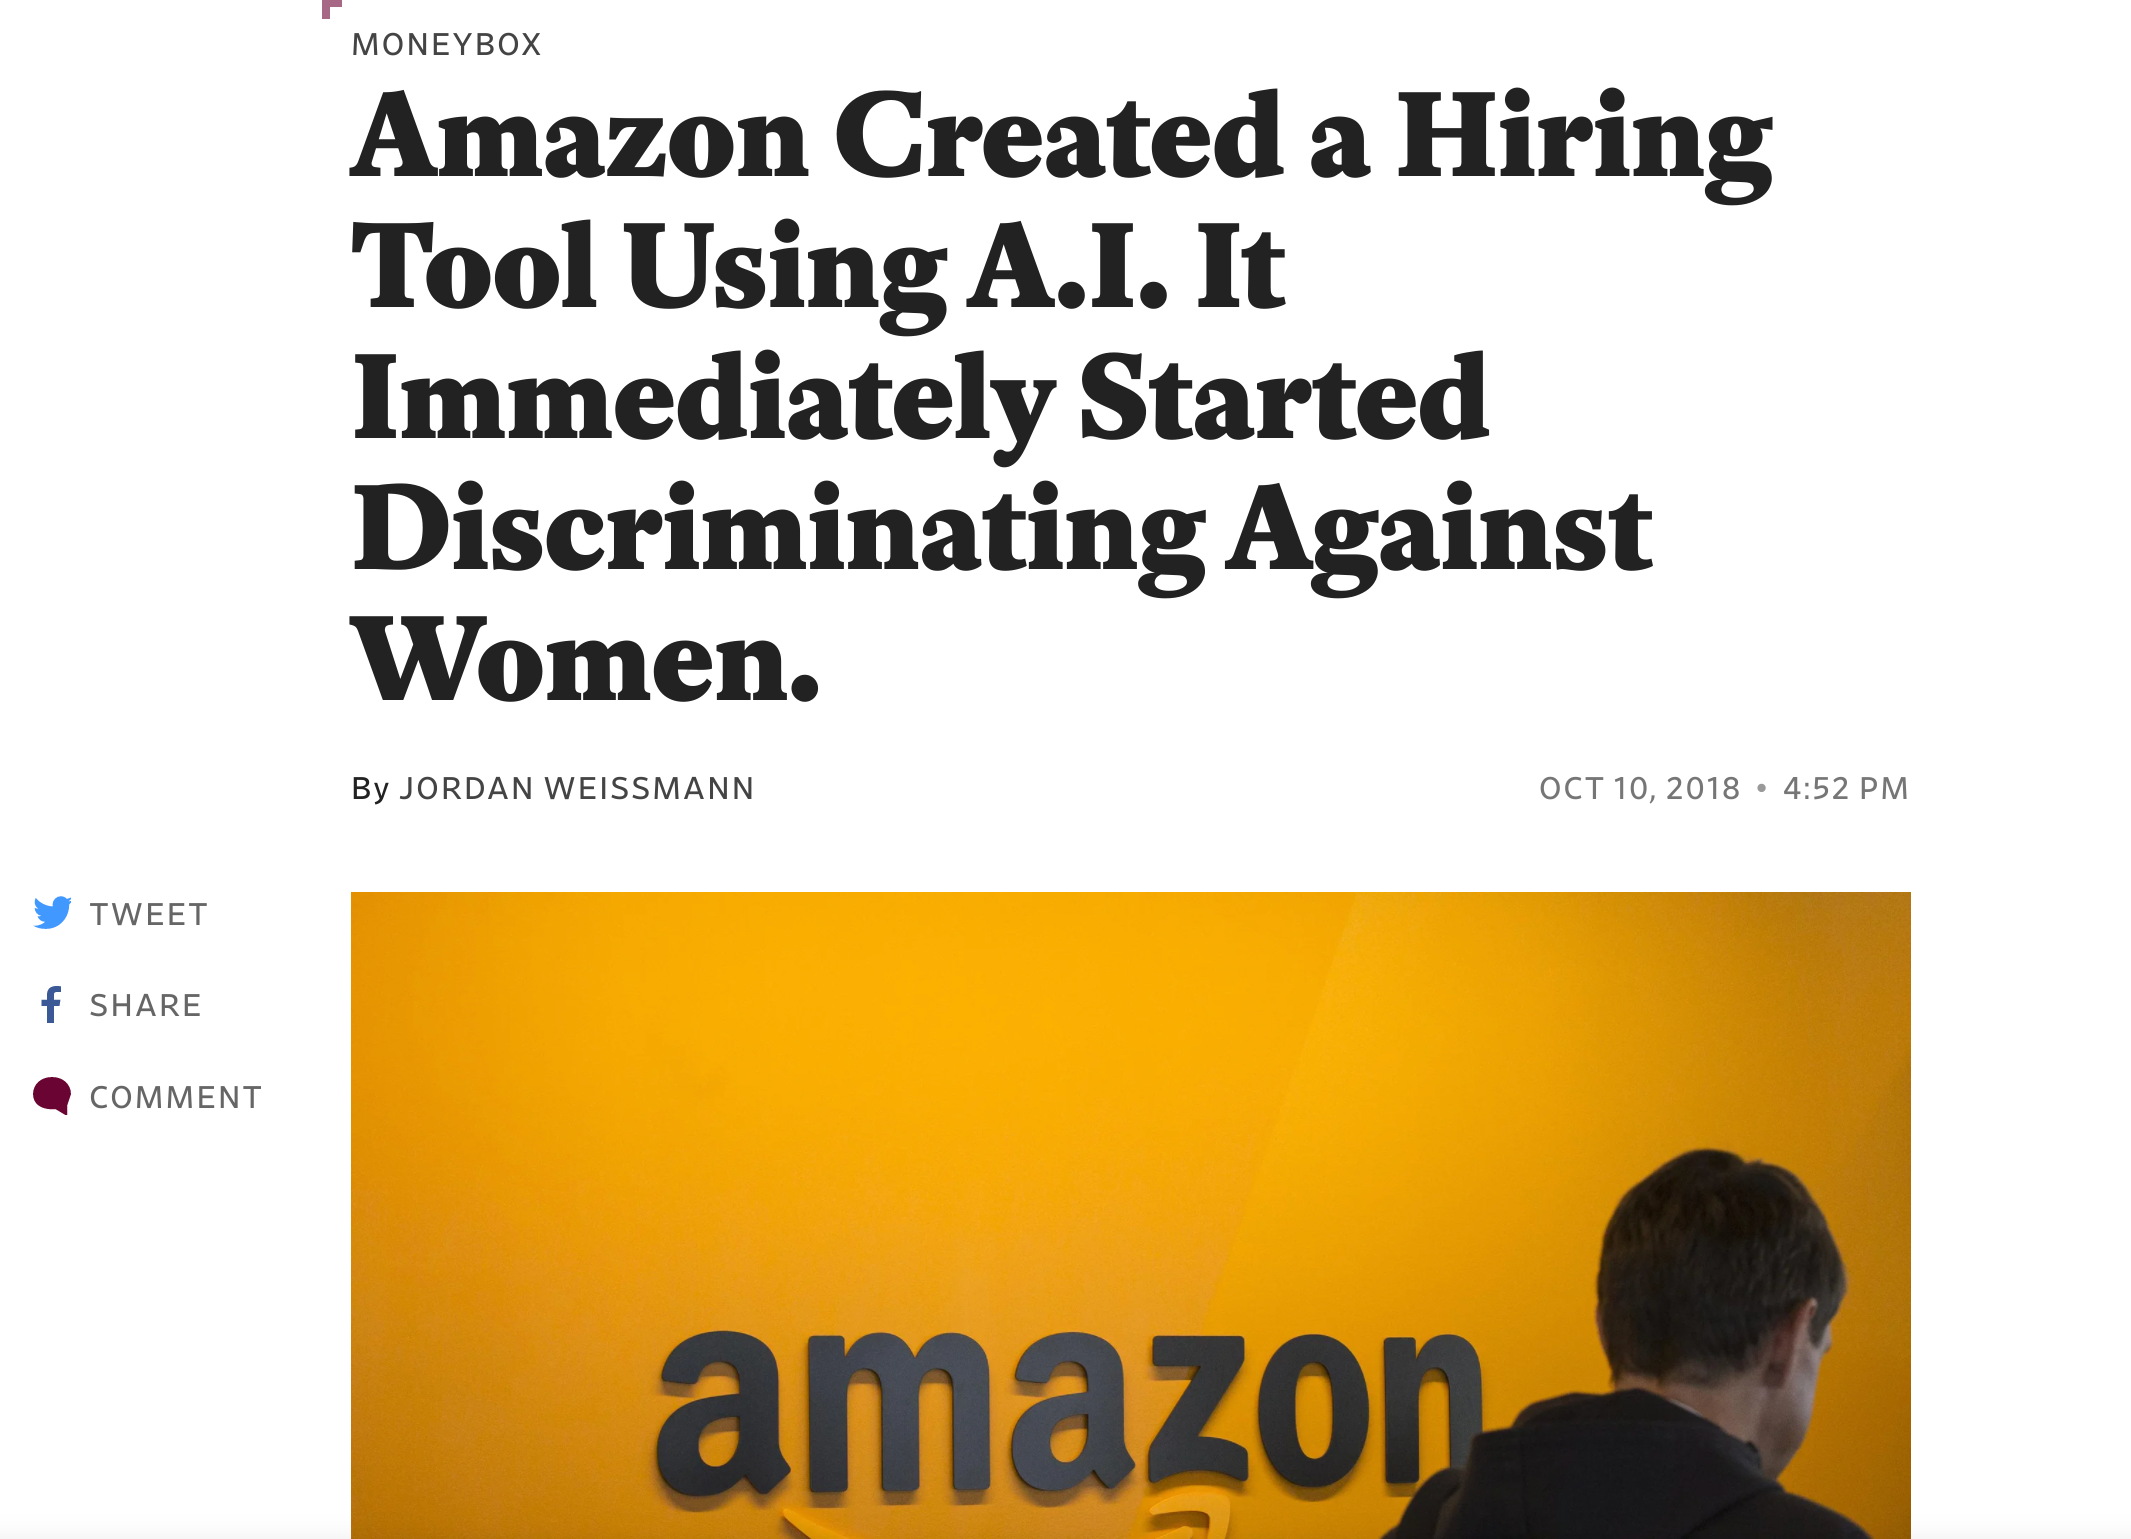 MONEYBOX
Amazon Created a Hiring
Tool Using A.I. It
Immediately Started
Discriminating Against
Women.
By JORDAN WEISSMANN
OCT 10, 2018 • 4:52 PM
TWEET
SHARE
COMMENT
amazon